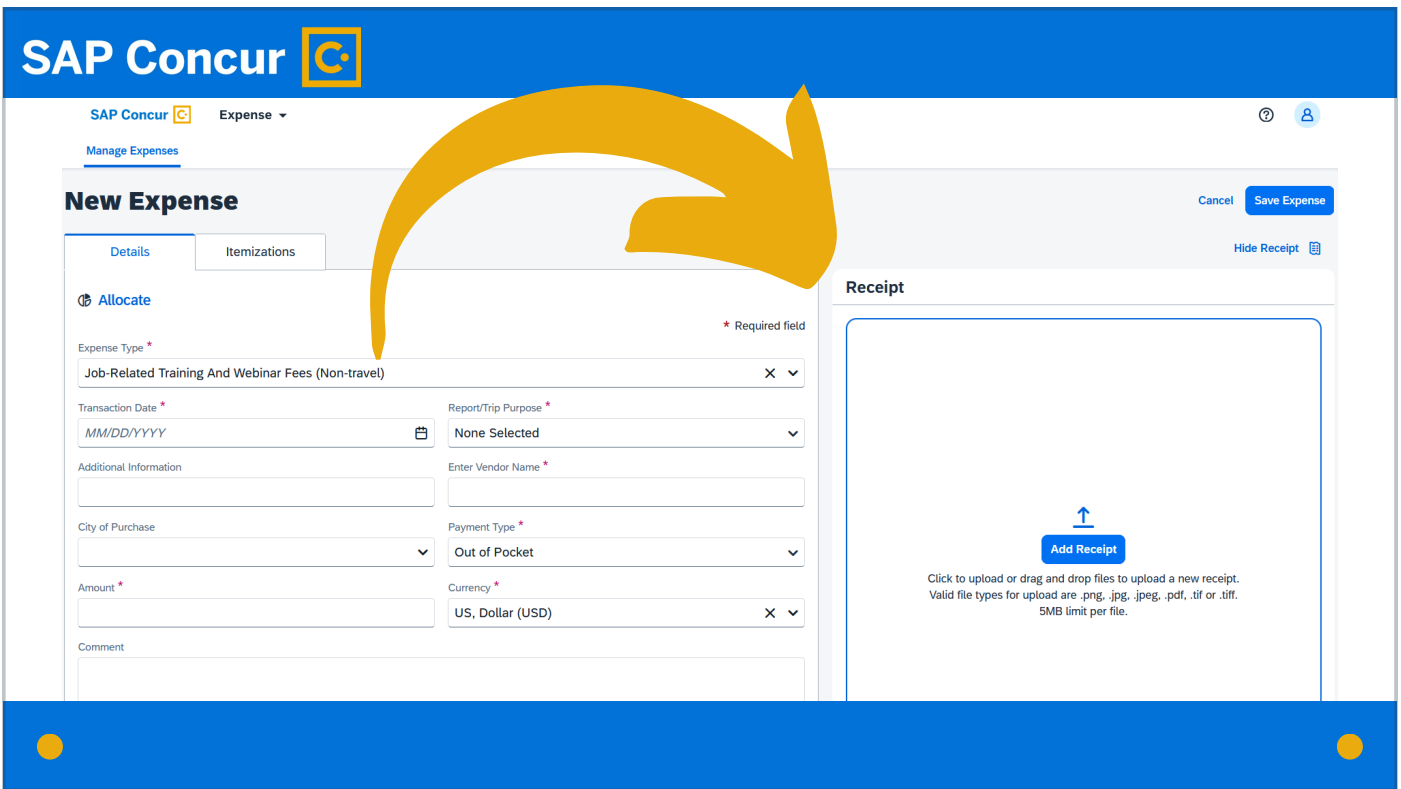 SAP Concur
SAP Concur
Expense
Manage Expenses
New Expense
Cancel
Save Expense
Details
Itemizations
Hide Receipt
Allocate
Receipt
* Required field
Expense Type *
Job-Related Training And Webinar Fees (Non-travel)
Transaction Date *
Report/Trip Purpose *
MM/DD/YYYY
None Selected
Additional Information
Enter Vendor Name *
City of Purchase
Payment Type *
Out of Pocket
Amount *
Currency *
US, Dollar (USD)
Comment
Add Receipt
Click to upload or drag and drop files to upload a new receipt.
Valid file types for upload are .png, .jpg, .jpeg, .pdf, .tif or .tiff.
5MB limit per file.